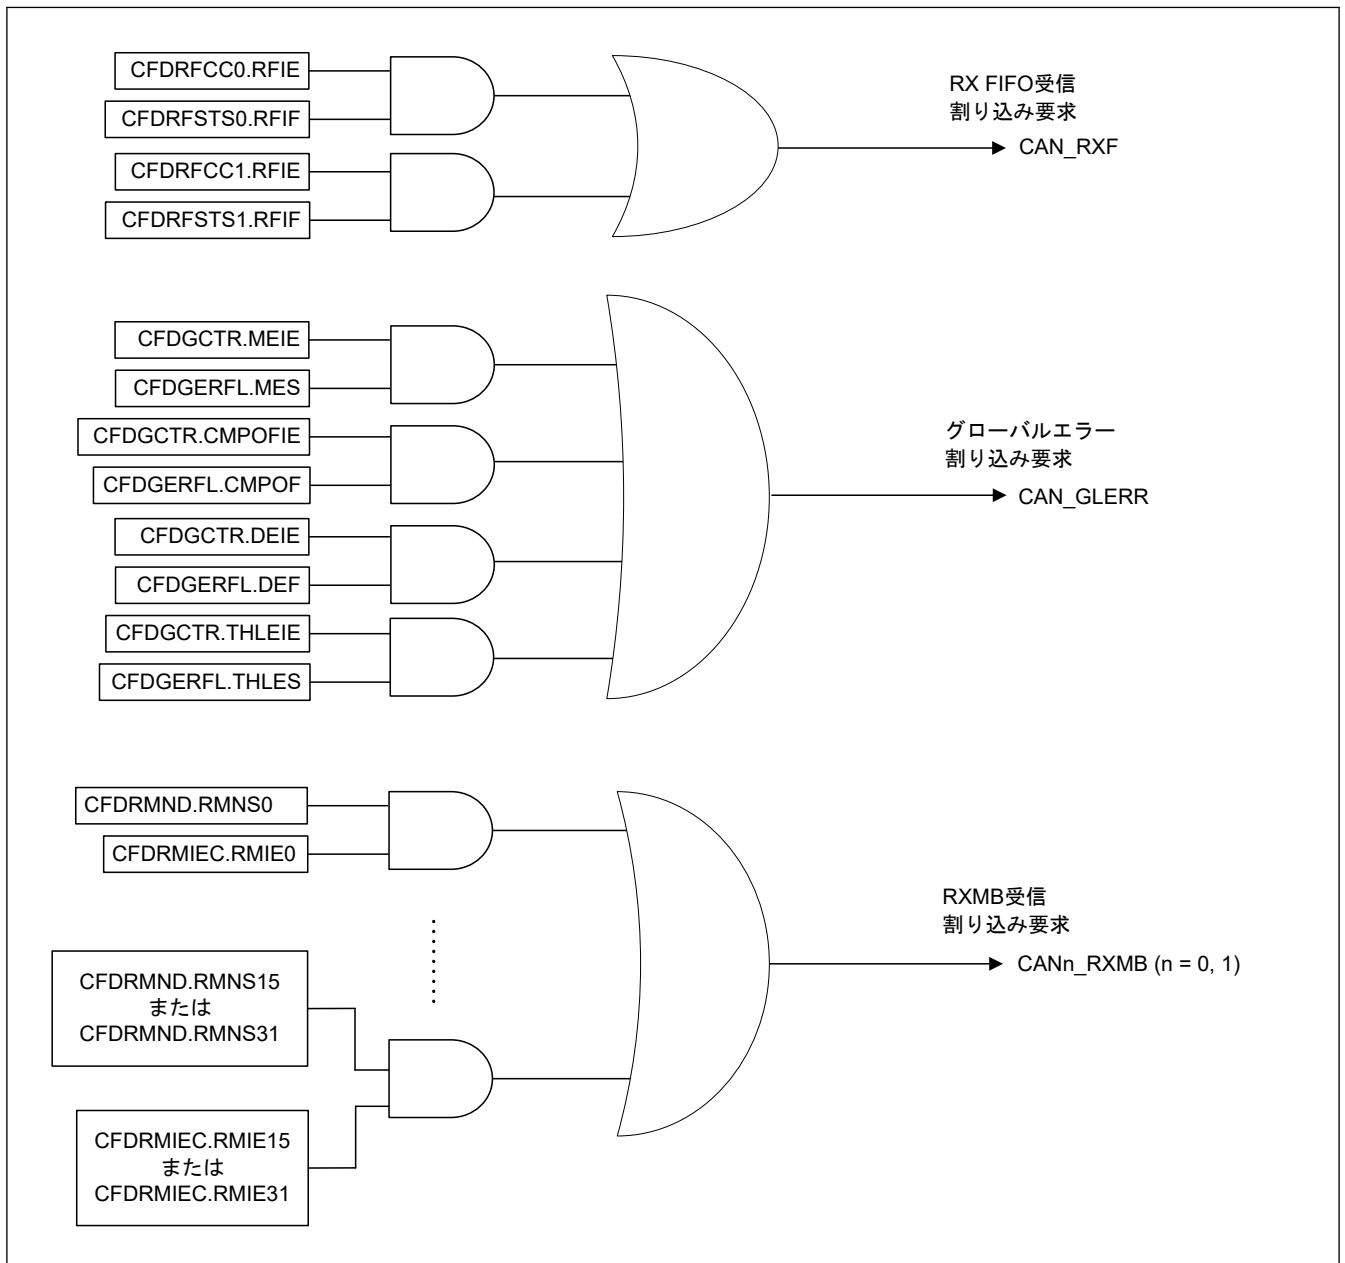 CFDRFCC0.RFIE
CFDRFSTS0.RFIF
CFDRFCC1.RFIE
CFDRFSTS1.RFIF
RX FIFO受信
割り込み要求
CAN_RXF
CFDGCTR.MEIE
CFDGERFL.MES
CFDGCTR.CMPOFIE
CFDGERFL.CMPOF
CFDGCTR.DEIE
CFDGERFL.DEF
CFDGCTR.THLEIE
CFDGERFL.THLES
グローバルエラー
割り込み要求
CAN_GLERR
CFDRMND.RMNS0
CFDRMIEC.RMIE0
CFDRMND.RMNS15
または
CFDRMND.RMNS31
CFDRMIEC.RMIE15
または
CFDRMIEC.RMIE31
RXMB受信
割り込み要求
CANn_RXMB (n = 0, 1)